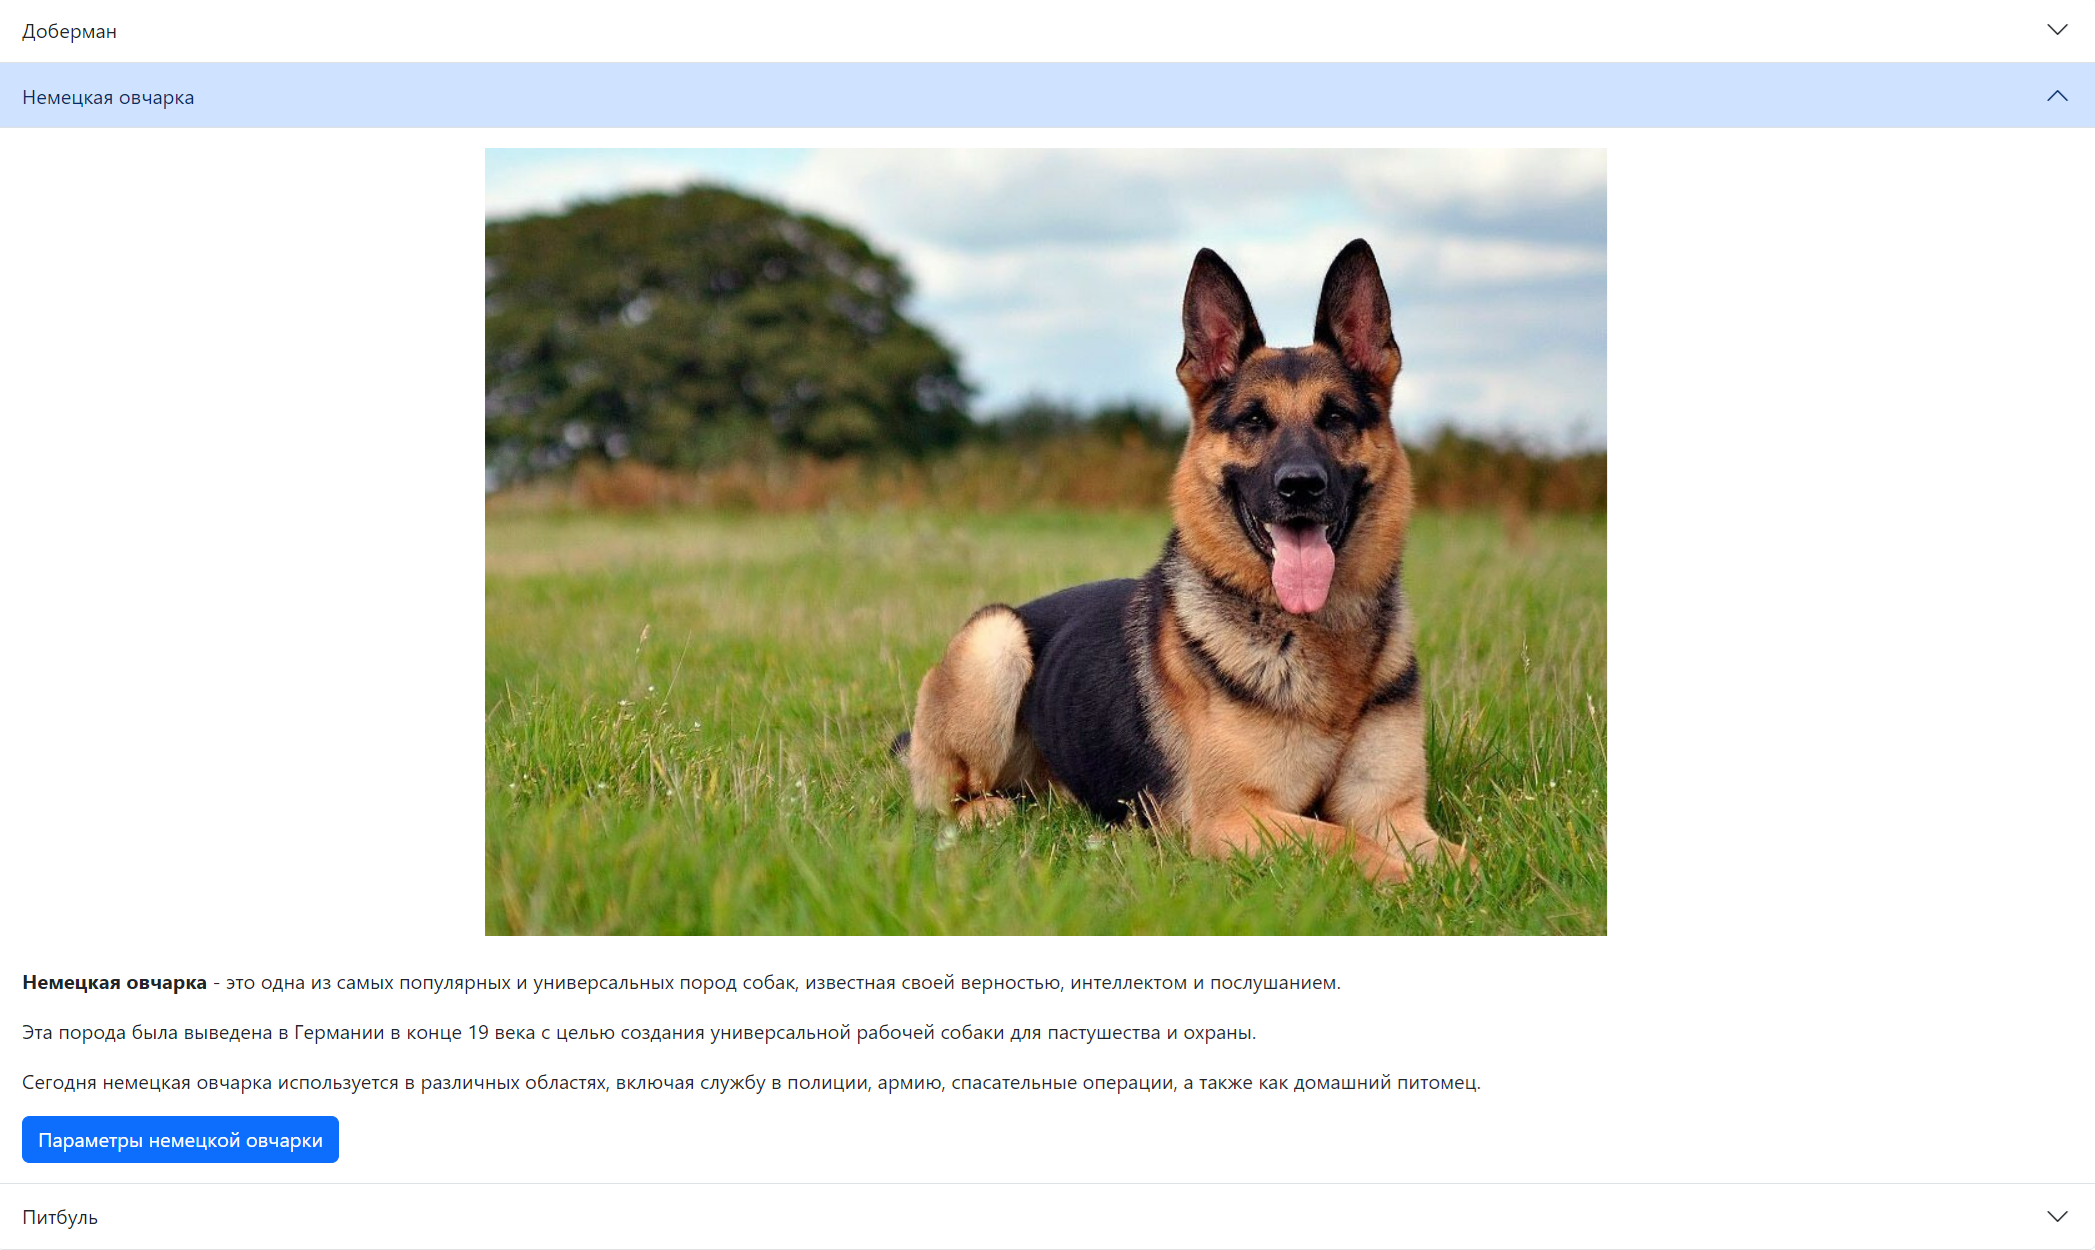 Доберман
Немецкая овчарка
Немецкая овчарка - это одна из самых популярных и универсальных пород собак, известная своей верностью, интеллектом и послушанием.
Эта порода была выведена в Германии в конце 19 века с целью создания универсальной рабочей собаки для пастушества и охраны.
Сегодня немецкая овчарка используется в различных областях, включая службу в полиции, армию, спасательные операции, а также как домашний питомец.
Параметры немецкой овчарки
Питбуль